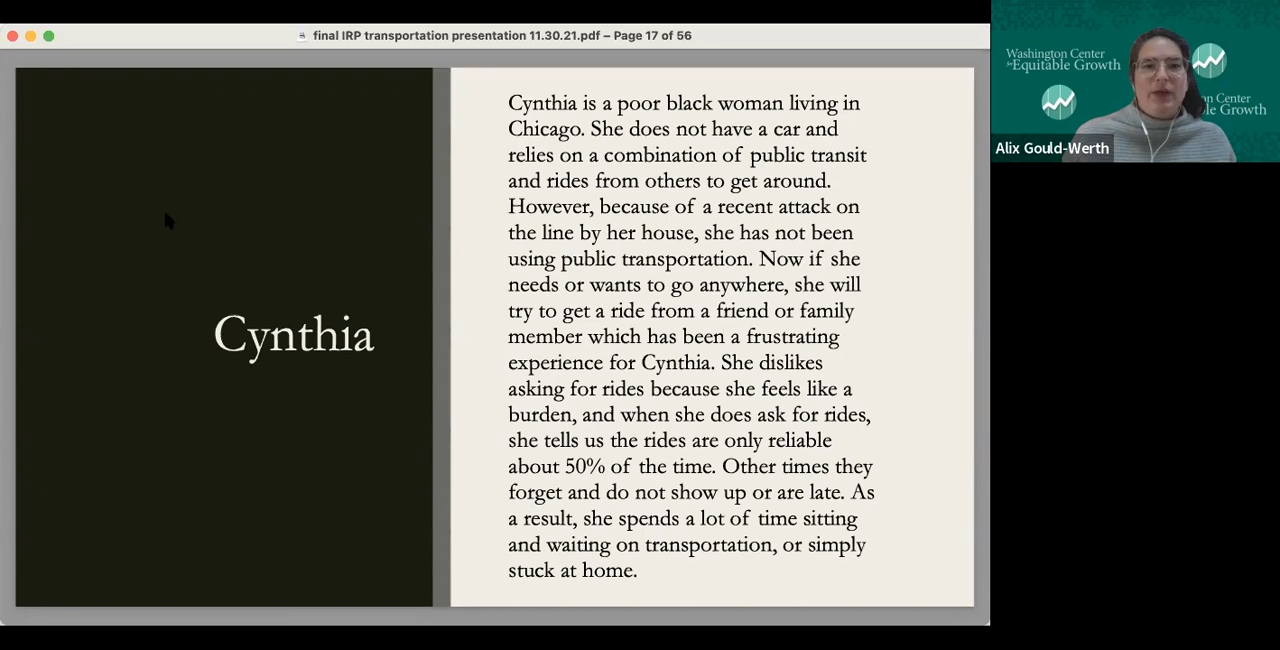 final IRP transportation presentation 11.30.21.pdf – Page 17 of 56
Cynthia
Cynthia is a poor black woman living in
Chicago. She does not have a car and
relies on a combination of public transit
and rides from others to get around.
However, because of a recent attack on
the line by her house, she has not been
using public transportation. Now if she
needs or wants to go anywhere, she will
try to get a ride from a friend or family
member which has been a frustrating
experience for Cynthia. She dislikes
asking for rides because she feels like a
burden, and when she does ask for rides,
she tells us the rides are only reliable
about 50% of the time. Other times they
forget and do not show up or are late. As
a result, she spends a lot of time sitting
and waiting on transportation, or simply
stuck at home.
Washington Center
for Equitable Growth
on Center
ble Growth
Alix Gould-Werth